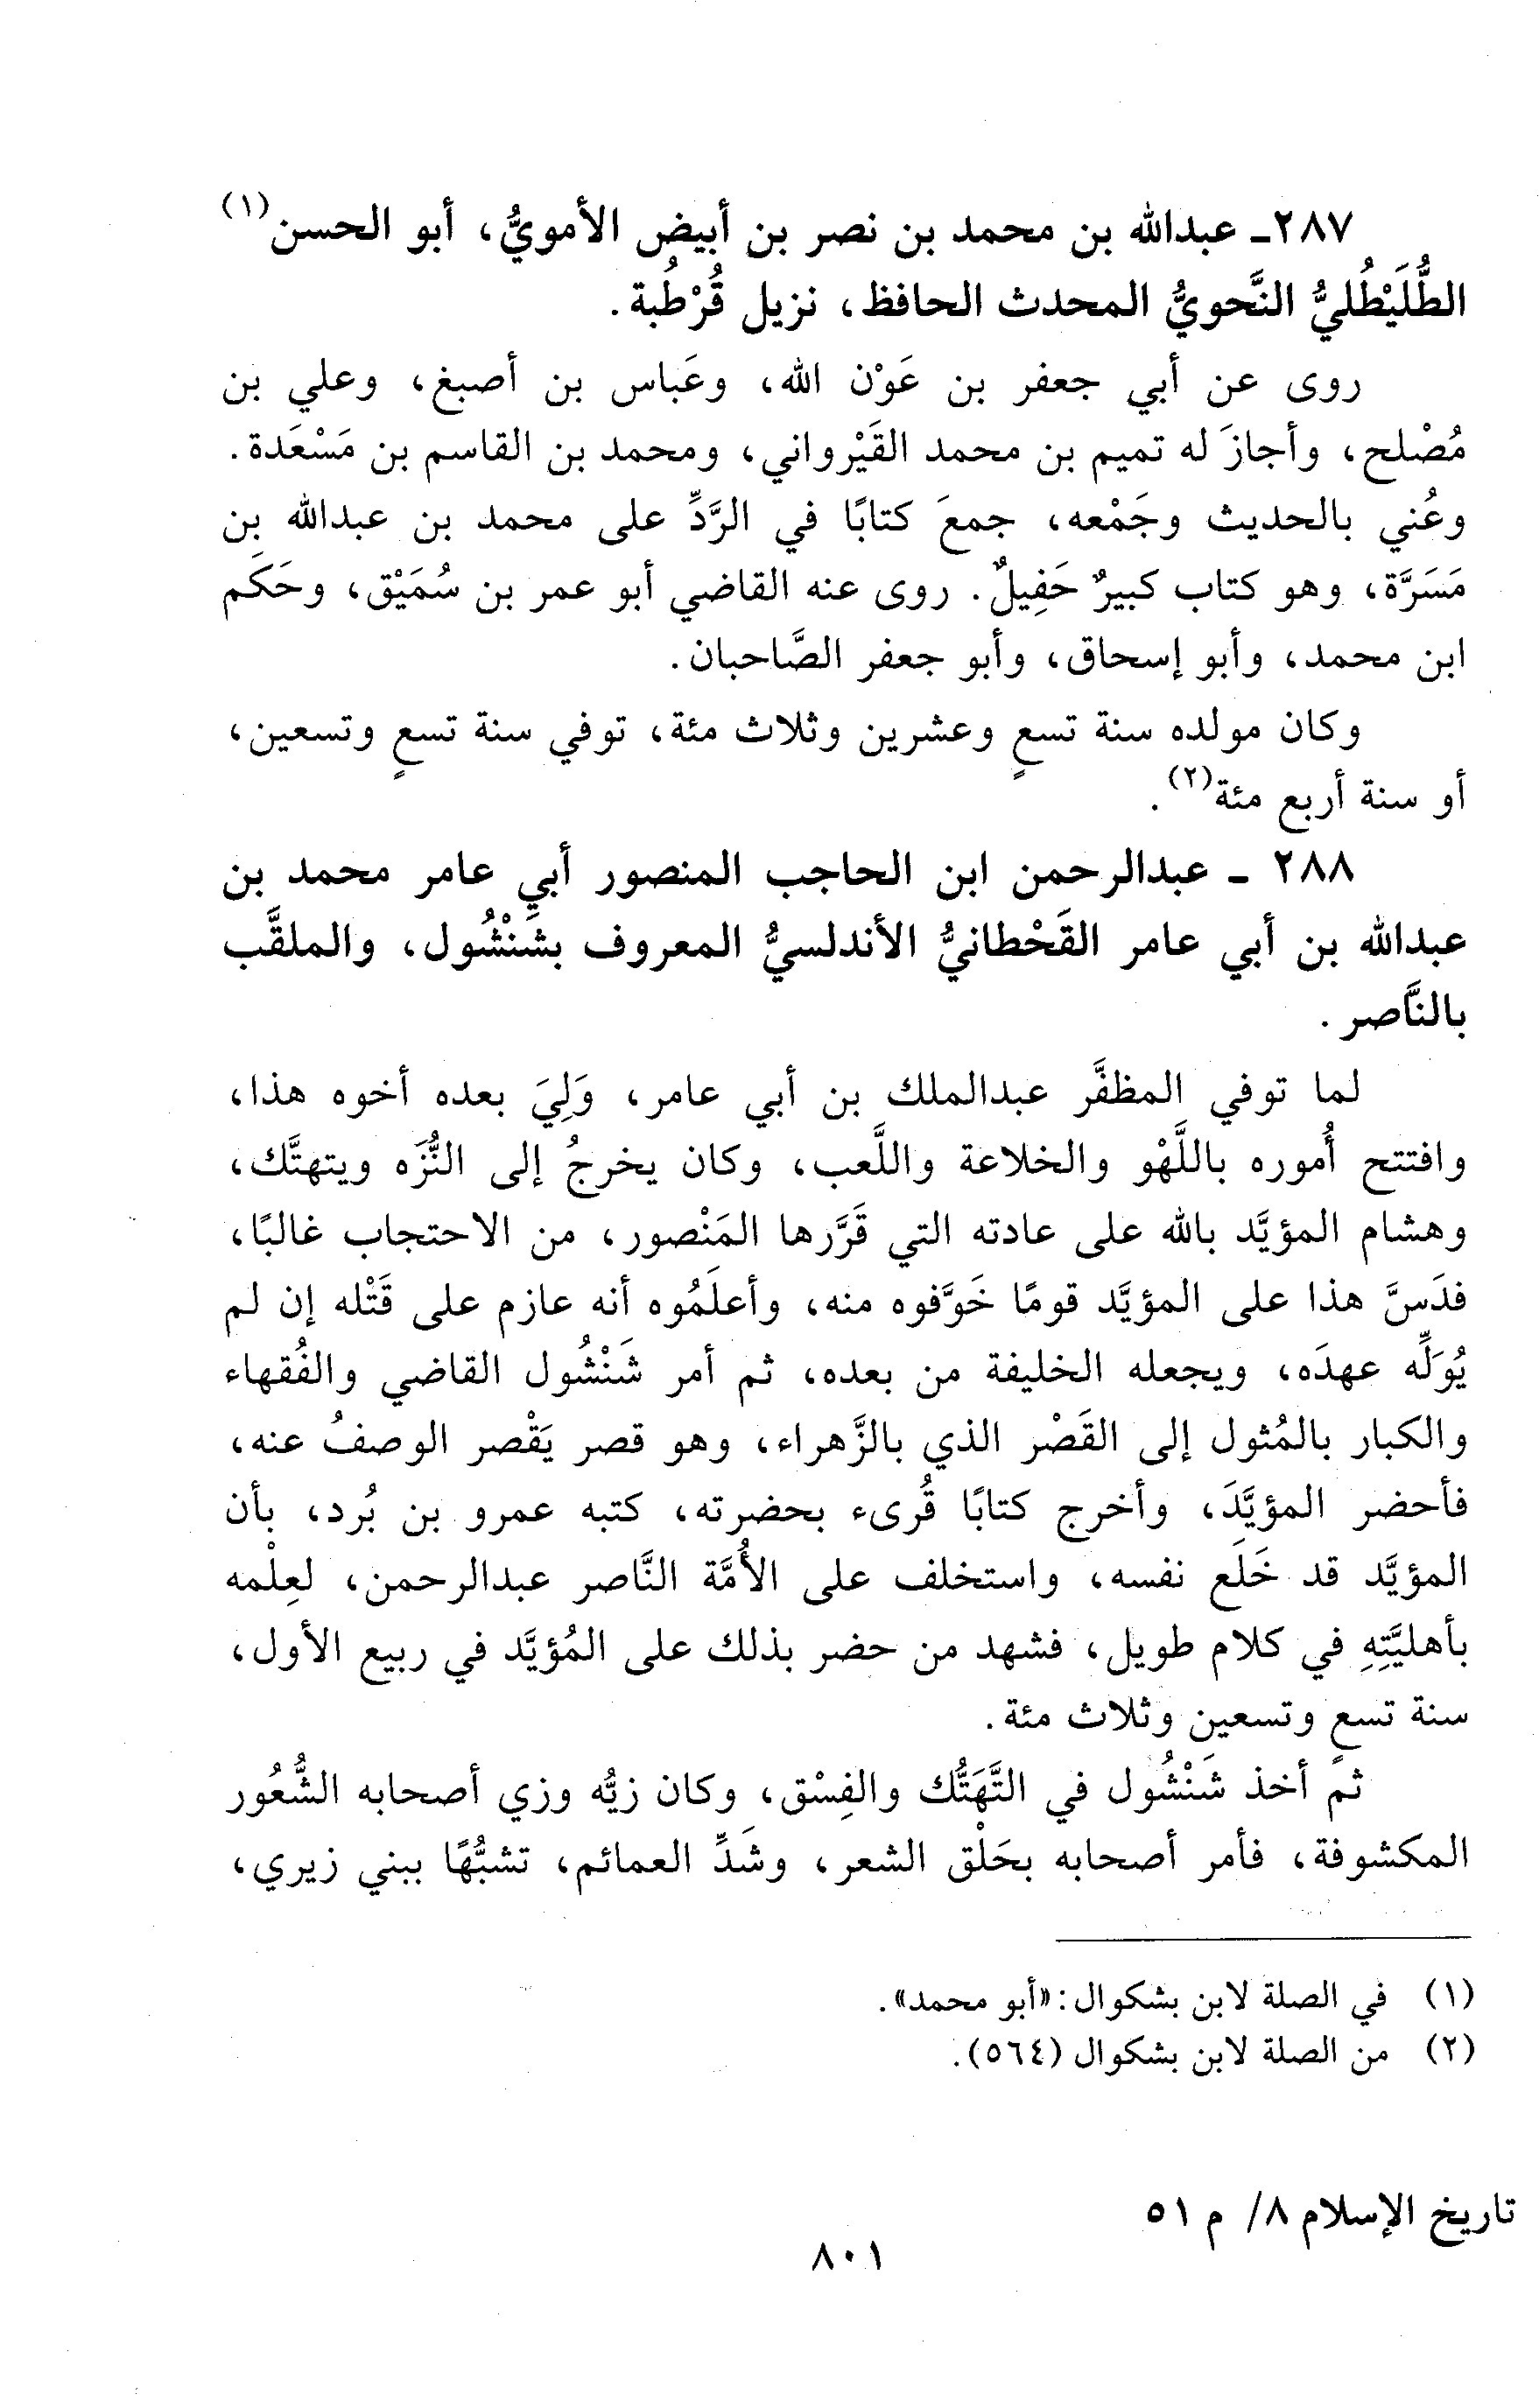 ٢٨٧ـ عبدالله بن محمد بن نصر بن أبيض الأمويُّ، أبو الحسن(١)
الطُّلَيْطُليُّ النَّحويُّ المحدث الحافظ، نزيل قُرْطُبة.
روى عن أبي جعفر بن عَوْن الله، وعَباس بن أصبغ، وعلي بن
مُصْلح، وأجازَ له تميم بن محمد القَيْرواني، ومحمد بن القاسم بن مَسْعَدة.
وعُني بالحديث وجَمْعه، جمعَ كتابًا في الرَّدِّ على محمد بن عبدالله بن
مَسَرَّة، وهو كتاب كبيرٌ حَفِيلٌ. روى عنه القاضي أبو عمر بن سُمَيْق، وحَكَم
ابن محمد، وأبو إسحاق، وأبو جعفر الصَّاحبان.
وكان مولده سنة تسعٍ وعشرين وثلاث مئة، توفي سنة تسعٍ وتسعين،
أو سنة أربع مئة(٢).
٢٨٨ ـ عبدالرحمن ابن الحاجب المنصور أبي عامر محمد بن
عبدالله بن أبي عامر القَحْطانيُّ الأندلسيُّ المعروف بشَنْشُول، والملقَّب
بالنَّاصر.
لما توفي المظفَّر عبدالملك بن أبي عامر، وَلِيَ بعده أخوه هذا،
وافتتح أُموره باللَّهْو والخلاعة واللَّعب، وكان يخرجُ إلى النُّزَه ويتهتَّك،
وهشام المؤيَّد بالله على عادته التي قَرَّرها المَنْصور، من الاحتجاب غالبًا،
فدَسَّ هذا على المؤيَّد قومًا خَوَّفوه منه، وأعلَمُوه أنه عازم على قَتْله إن لم
يُوَلِّه عهدَه، ويجعله الخليفة من بعده، ثم أمر شَنْشُول القاضي والفُقهاء
والكبار بالمُثول إلى القَصْر الذي بالزَّهراء، وهو قصر يَقْصر الوصفُ عنه،
فأحضر المؤيَّدَ، وأخرج كتابًا قُرىء بحضرته، كتبه عمرو بن بُرد، بأن
المؤيَّد قد خَلَع نفسه، واستخلف على الأُمَّة النَّاصر عبدالرحمن، لعِلْمه
بأهليَّتِهِ في كلام طويل، فشهد من حضر بذلك على المُؤيَّد في ربيع الأول،
سنة تسعٍ وتسعين وثلاث مئة.
ثم أخذ شَنْشُول في التَّهَتُّك والفِسْق، وكان زيُّه وزي أصحابه الشُّعُور
المكشوفة، فأمر أصحابه بحَلْق الشعر، وشَدِّ العمائم، تشبُّهًا ببني زيري،
(١) في الصلة لابن بشكوال: «أبو محمد».
(٢) من الصلة لابن بشكوال (٥٦٤).
تاريخ الإسلام ٨/ م ٥١
٨٠١